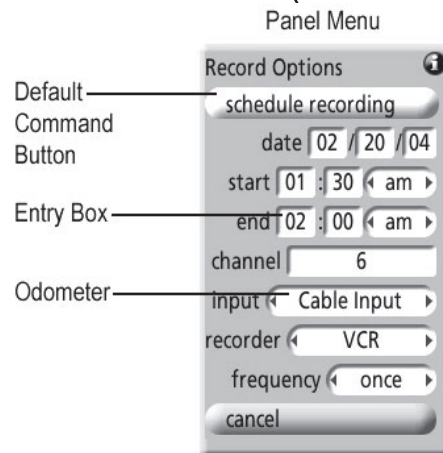 Panel Menu
Record Options i
Default Command Button
schedule recording
date 02 / 20 / 04
start 01 : 30 am
Entry Box
end 02 : 00 am
channel 6
Odometer
input Cable Input
recorder VCR
frequency once
cancel